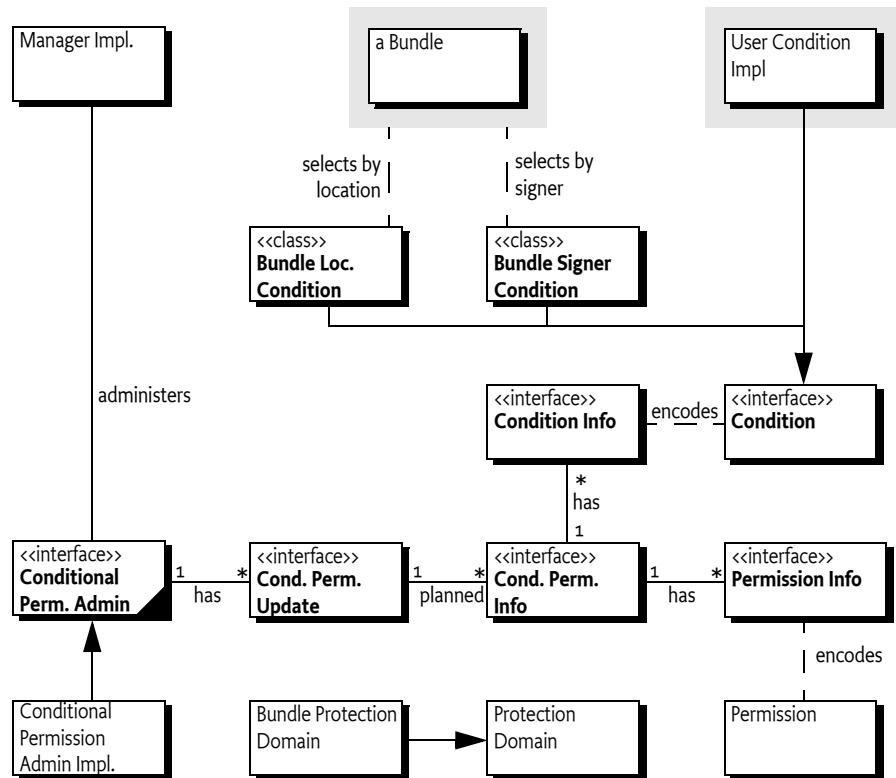 Manager Impl.
a Bundle
User Condition
Impl
selects by
location
selects by
signer
<<class>>
Bundle Loc.
Condition
<<class>>
Bundle Signer
Condition
administers
<<interface>>
Condition Info
encodes
<<interface>>
Condition
*
has
1
<<interface>>
Conditional
Perm. Admin
1
*
has
<<interface>>
Cond. Perm.
Update
1
*
planned
<<interface>>
Cond. Perm.
Info
1
*
has
<<interface>>
Permission Info
encodes
Conditional
Permission
Admin Impl.
Bundle Protection
Domain
Protection
Domain
Permission